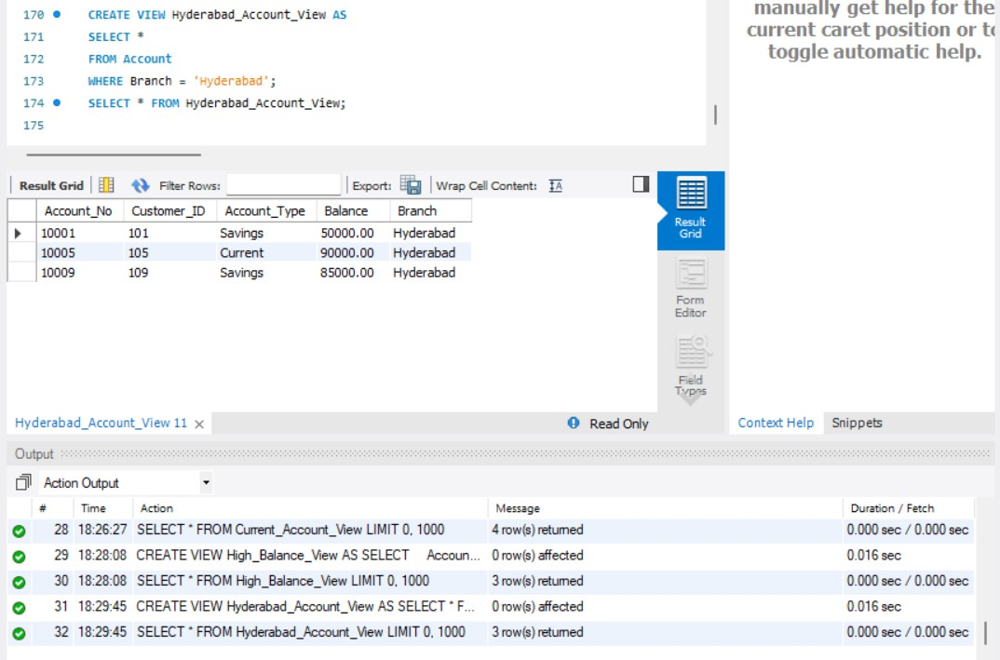 170 CREATE VIEW Hyderabad_Account_View AS
171 SELECT *
172 FROM Account
173 WHERE Branch = 'Hyderabad';
174 SELECT * FROM Hyderabad_Account_View;
175
manually get help for the
current caret position or to
toggle automatic help.
Result Grid Filter Rows: Export: Wrap Cell Content: IA
Account_No Customer_ID Account_Type Balance Branch
10001 101 Savings 50000.00 Hyderabad
10005 105 Current 90000.00 Hyderabad
10009 109 Savings 85000.00 Hyderabad
Result
Grid
Form
Editor
Field
Types
Hyderabad_Account_View 11 Read Only
Context Help Snippets
Output
Action Output
# Time Action Message Duration / Fetch
28 18:26:27 SELECT * FROM Current_Account_View LIMIT 0, 1000 4 row(s) returned 0.000 sec / 0.000 sec
29 18:28:08 CREATE VIEW High_Balance_View AS SELECT Accoun... 0 row(s) affected 0.016 sec
30 18:28:08 SELECT * FROM High_Balance_View LIMIT 0, 1000 3 row(s) returned 0.000 sec / 0.000 sec
31 18:29:45 CREATE VIEW Hyderabad_Account_View AS SELECT * F... 0 row(s) affected 0.016 sec
32 18:29:45 SELECT * FROM Hyderabad_Account_View LIMIT 0, 1000 3 row(s) returned 0.000 sec / 0.000 sec